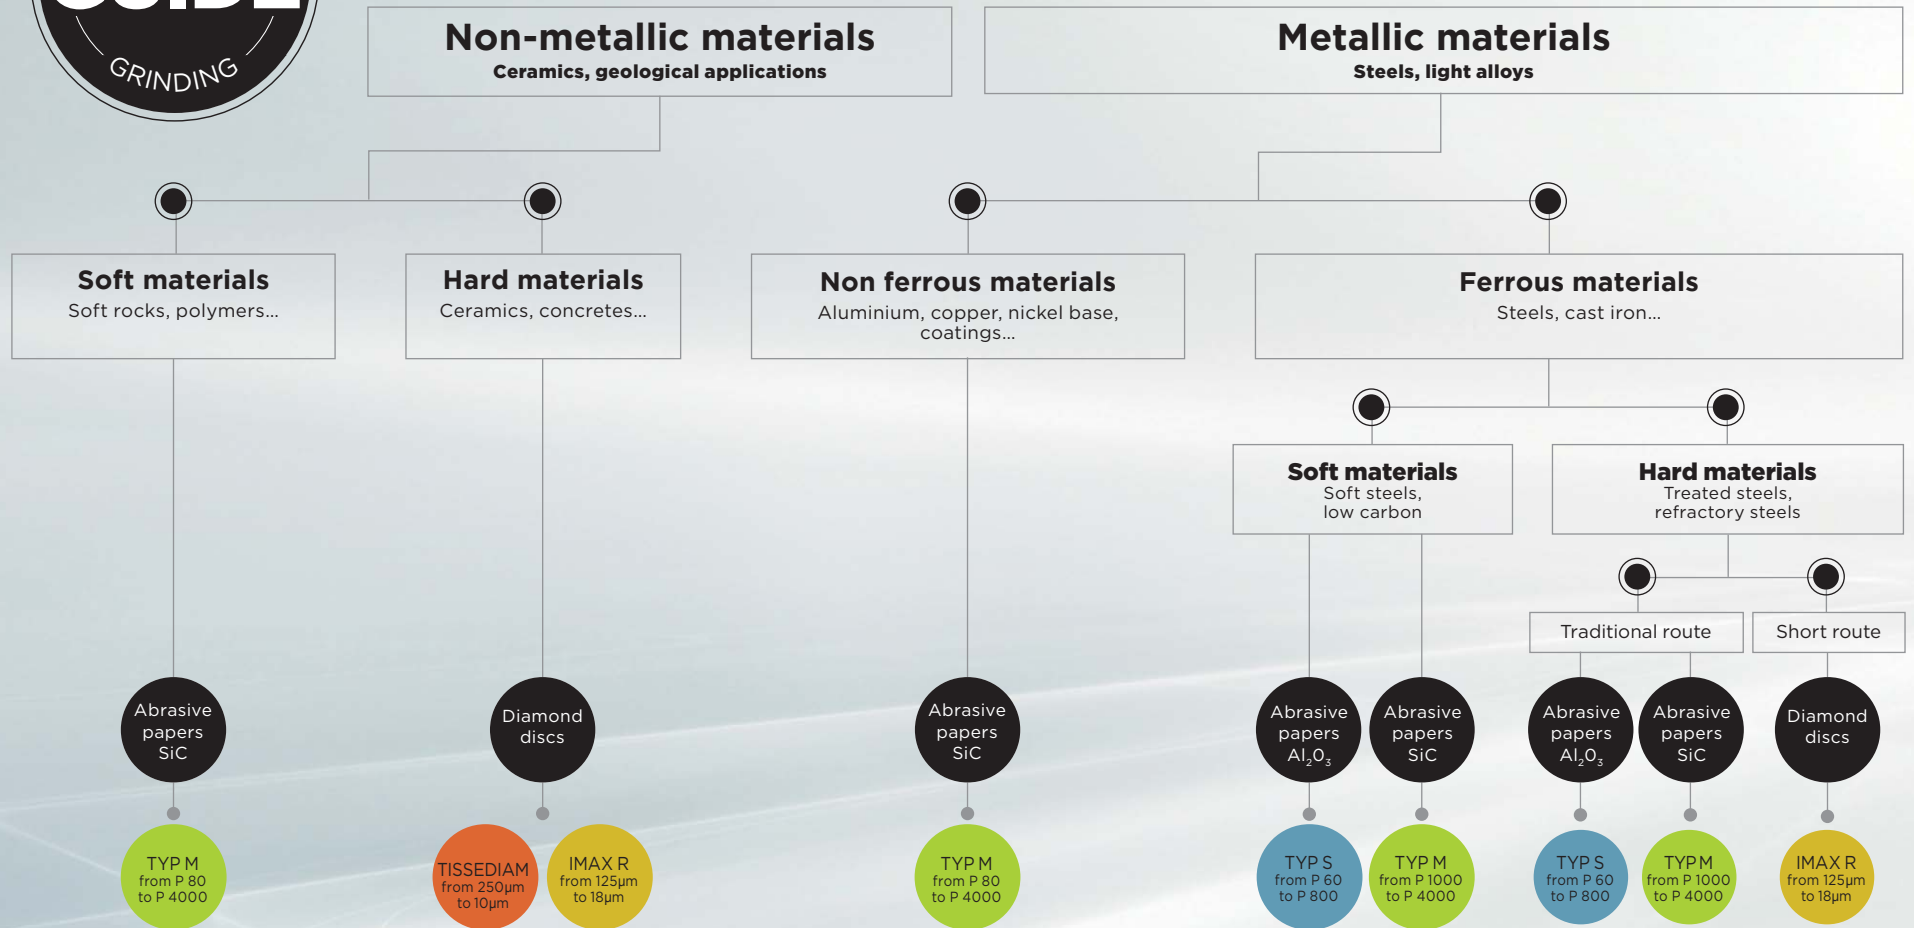 GUIDE
GRINDING
Non-metallic materials
Ceramics, geological applications
Metallic materials
Steels, light alloys
Soft materials
Soft rocks, polymers...
Hard materials
Ceramics, concretes...
Non ferrous materials
Aluminium, copper, nickel base,
coatings...
Ferrous materials
Steels, cast iron...
Soft materials
Soft steels,
low carbon
Hard materials
Treated steels,
refractory steels
Traditional route
Short route
Abrasive
papers
SiC
Diamond
discs
Abrasive
papers
SiC
Abrasive
papers
Al₂O₃
Abrasive
papers
SiC
Abrasive
papers
Al₂O₃
Abrasive
papers
SiC
Diamond
discs
TYP M
from P 80
to P 4000
TISSEDIAM
from 250µm
to 10µm
IMAX R
from 125µm
to 18µm
TYP M
from P 80
to P 4000
TYP S
from P 60
to P 800
TYP M
from P 1000
to P 4000
TYP S
from P 60
to P 800
TYP M
from P 1000
to P 4000
IMAX R
from 125µm
to 18µm